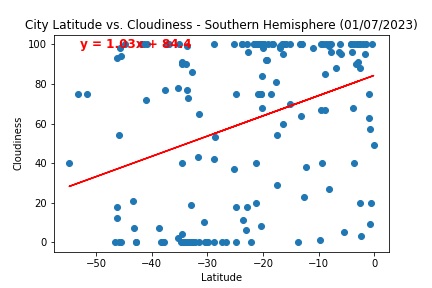 City Latitude vs. Cloudiness - Southern Hemisphere (01/07/2023)
y = 1.03x + 84.4
100
80
60
40
20
0
Cloudiness
−50 −40 −30 −20 −10 0
Latitude